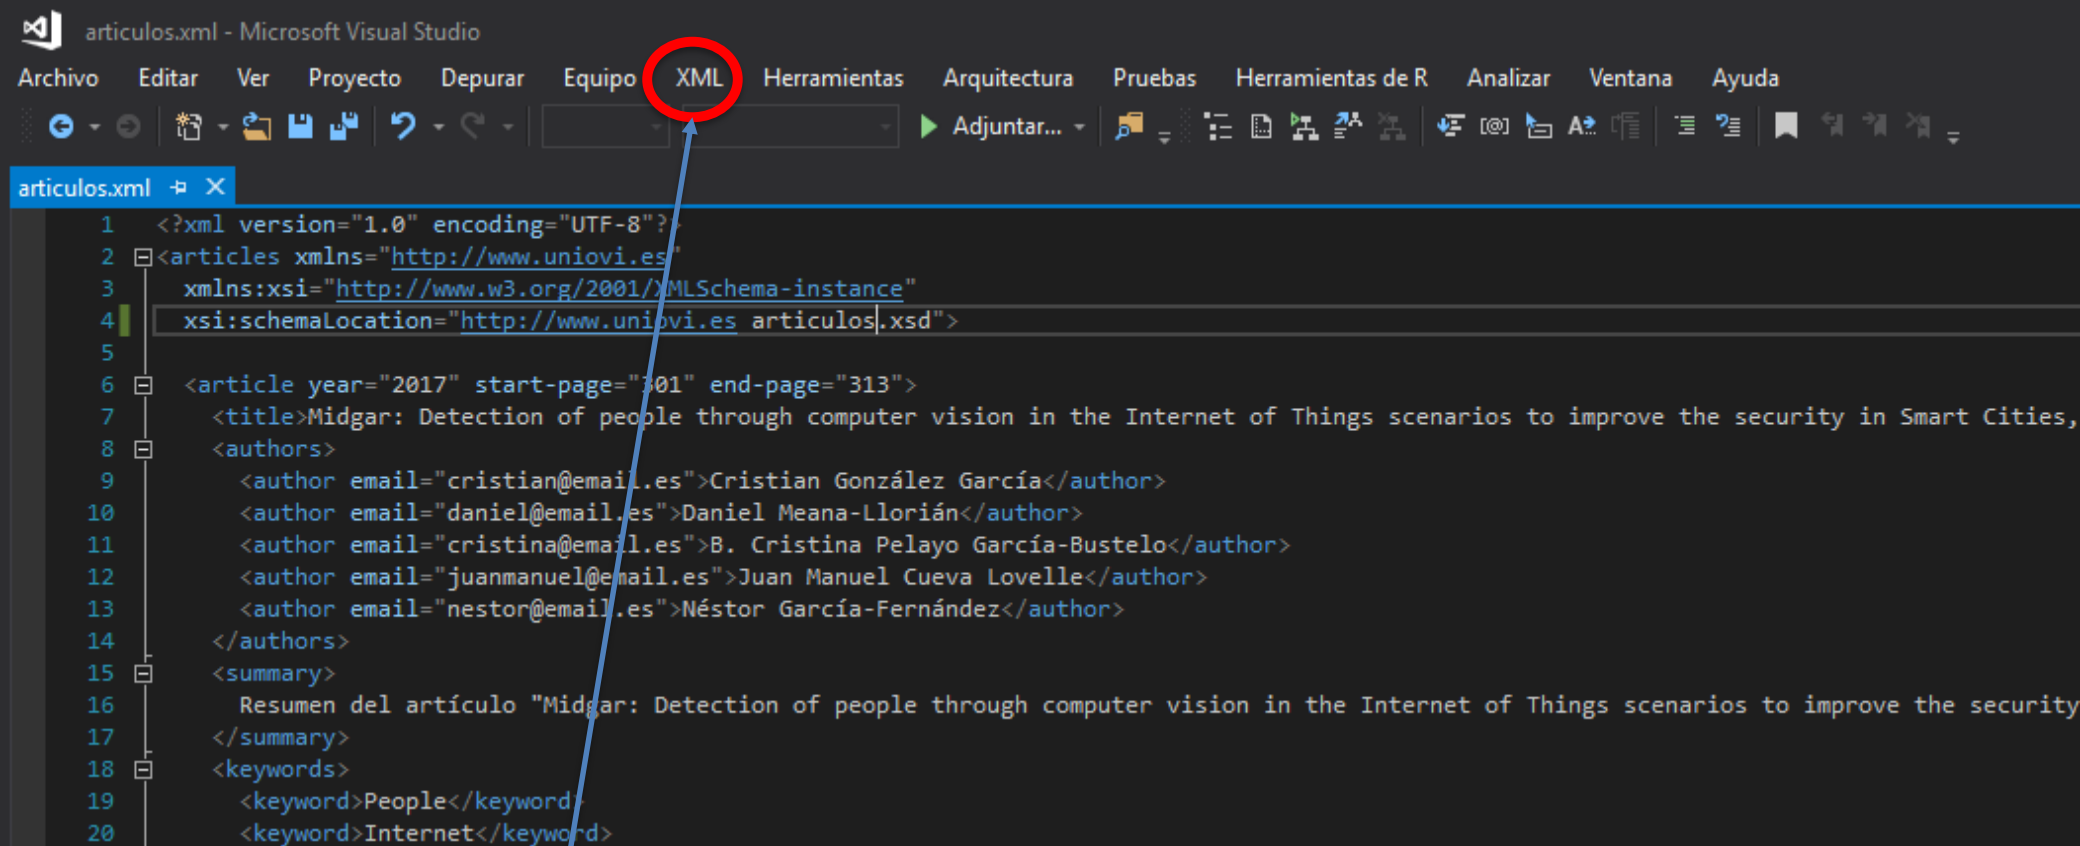 articulos.xml - Microsoft Visual Studio
Archivo Editar Ver Proyecto Depurar Equipo XML Herramientas Arquitectura Pruebas Herramientas de R Analizar Ventana Ayuda
Adjuntar...
articulos.xml
1 <?xml version="1.0" encoding="UTF-8"?>
2 <articles xmlns="http://www.uniovi.es"
3 xmlns:xsi="http://www.w3.org/2001/XMLSchema-instance"
4 xsi:schemaLocation="http://www.uniovi.es articulos.xsd">
5
6 <article year="2017" start-page="301" end-page="313">
7 <title>Midgar: Detection of people through computer vision in the Internet of Things scenarios to improve the security in Smart Cities,
8 <authors>
9 <author email="cristian@email.es">Cristian González García</author>
10 <author email="daniel@email.es">Daniel Meana-Llorián</author>
11 <author email="cristina@email.es">B. Cristina Pelayo García-Bustelo</author>
12 <author email="juanmanuel@email.es">Juan Manuel Cueva Lovelle</author>
13 <author email="nestor@email.es">Néstor García-Fernández</author>
14 </authors>
15 <summary>
16 Resumen del artículo "Midgar: Detection of people through computer vision in the Internet of Things scenarios to improve the security
17 </summary>
18 <keywords>
19 <keyword>People</keyword>
20 <keyword>Internet</keyword>